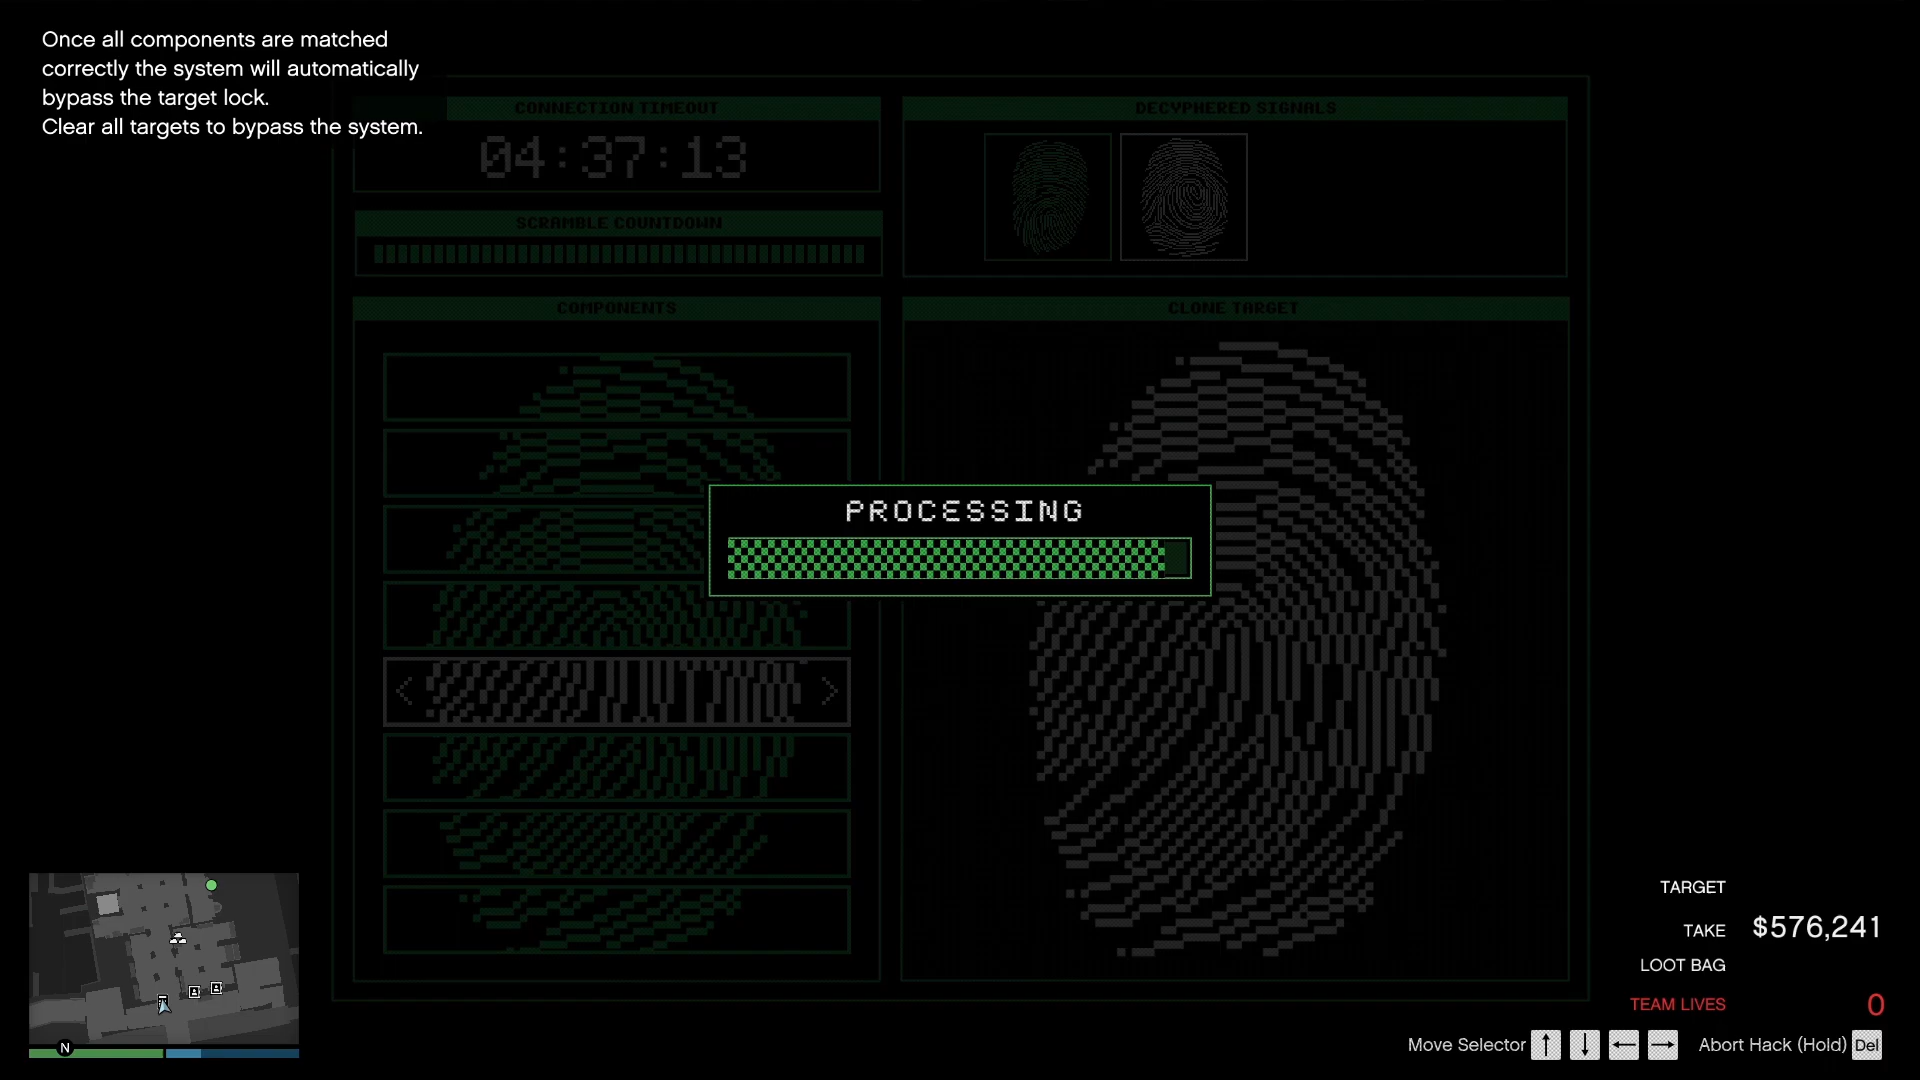 Once all components are matched
correctly the system will automatically
bypass the target lock.
Clear all targets to bypass the system.
CONNECTION TIMEOUT
04:37:13
DECYPHERED SIGNALS
SCRAMBLE COUNTDOWN
COMPONENTS
CLONE TARGET
PROCESSING
TARGET
TAKE $576,241
LOOT BAG
TEAM LIVES 0
N
Move Selector ↑ ↓ ← → Abort Hack (Hold) Del